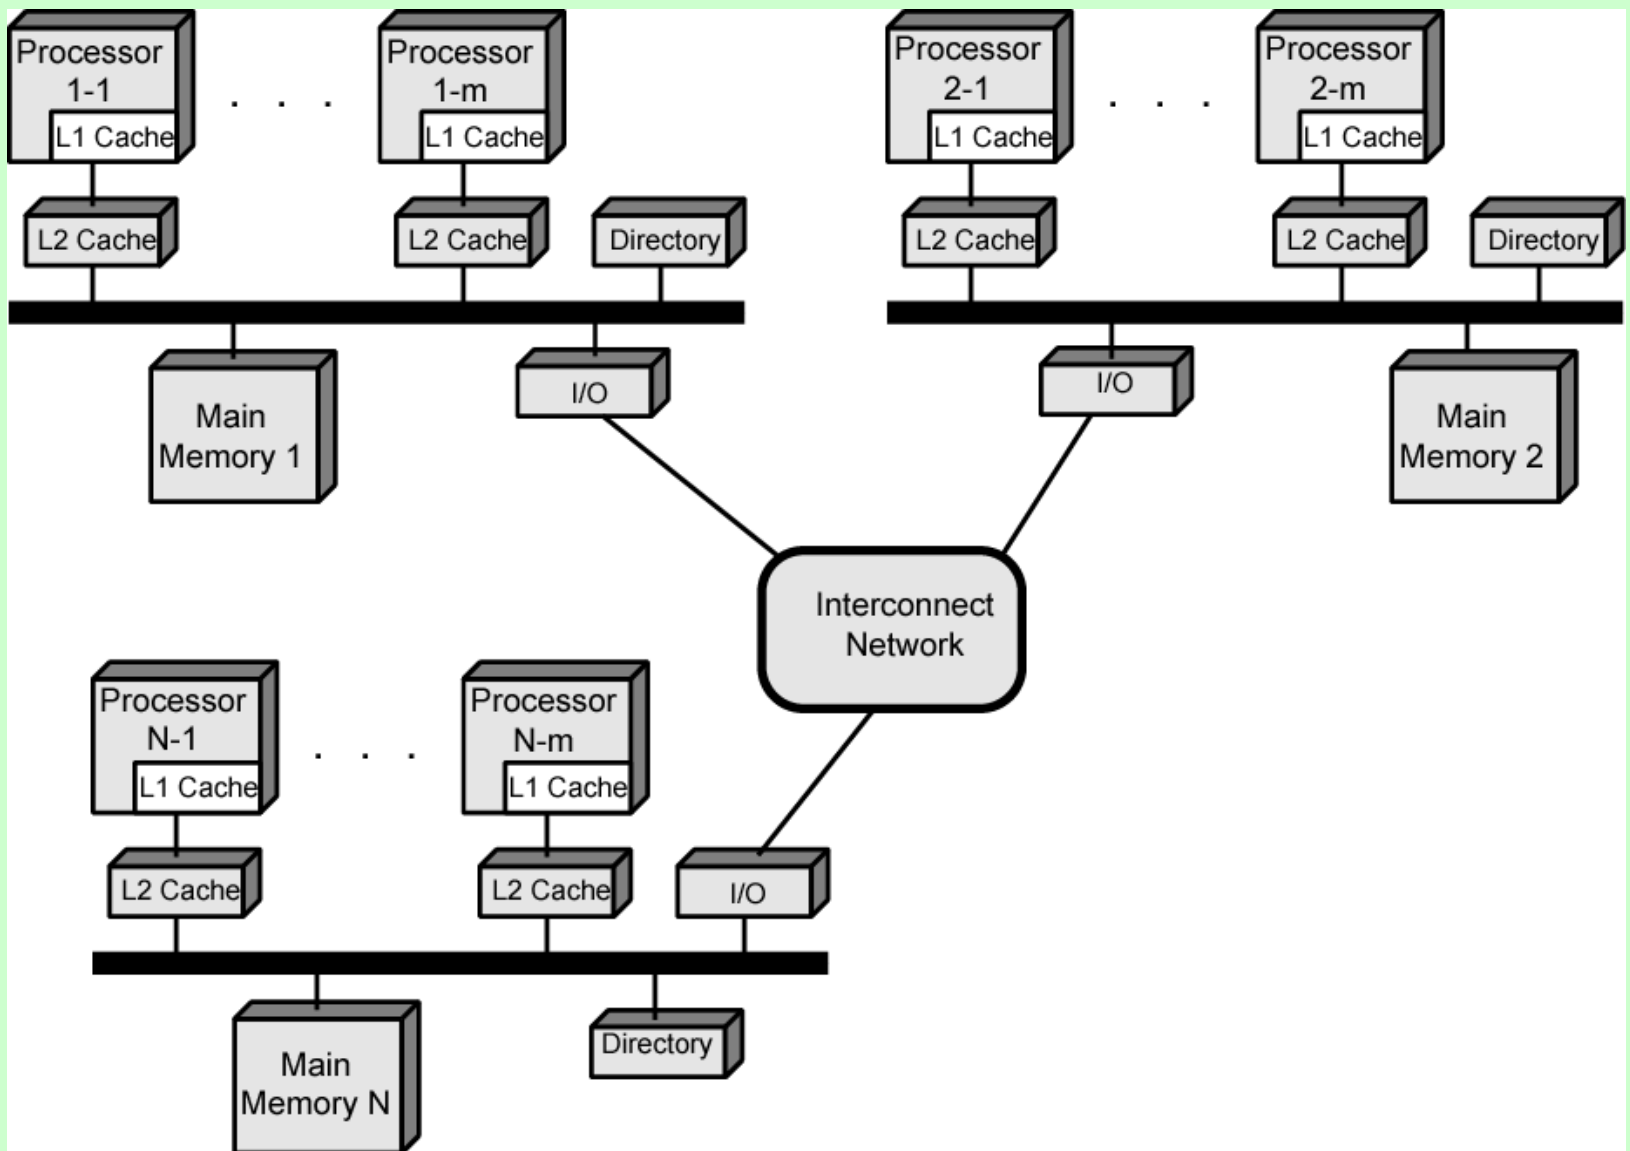 Processor
1-1
L1 Cache
L2 Cache
. . .
Processor
1-m
L1 Cache
L2 Cache
Directory
Main
Memory 1
I/O
Processor
2-1
L1 Cache
L2 Cache
. . .
Processor
2-m
L1 Cache
L2 Cache
Directory
I/O
Main
Memory 2
Interconnect
Network
Processor
N-1
L1 Cache
L2 Cache
. . .
Processor
N-m
L1 Cache
L2 Cache
I/O
Main
Memory N
Directory